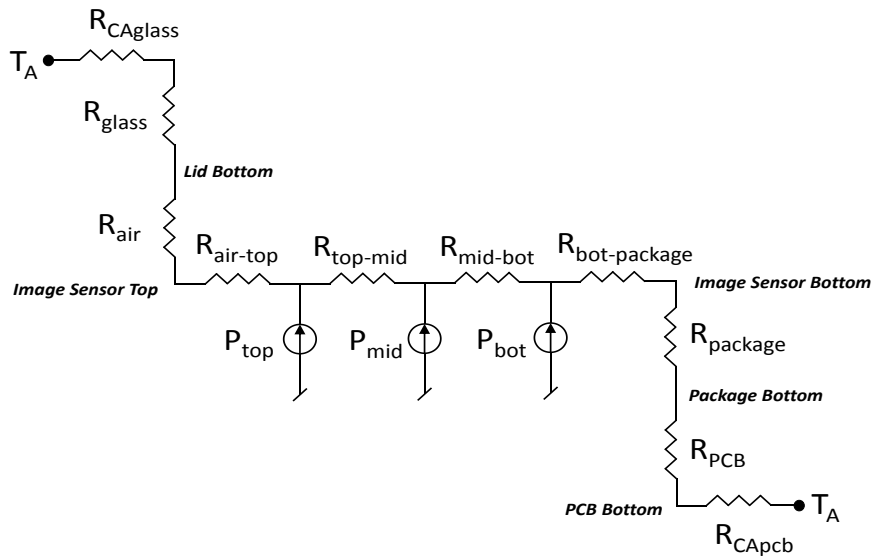 R_CAglass
T_A
R_glass
Lid Bottom
R_air
R_air-top
R_top-mid
R_mid-bot
R_bot-package
Image Sensor Top
Image Sensor Bottom
P_top
P_mid
P_bot
R_package
Package Bottom
R_PCB
PCB Bottom
T_A
R_CApcb